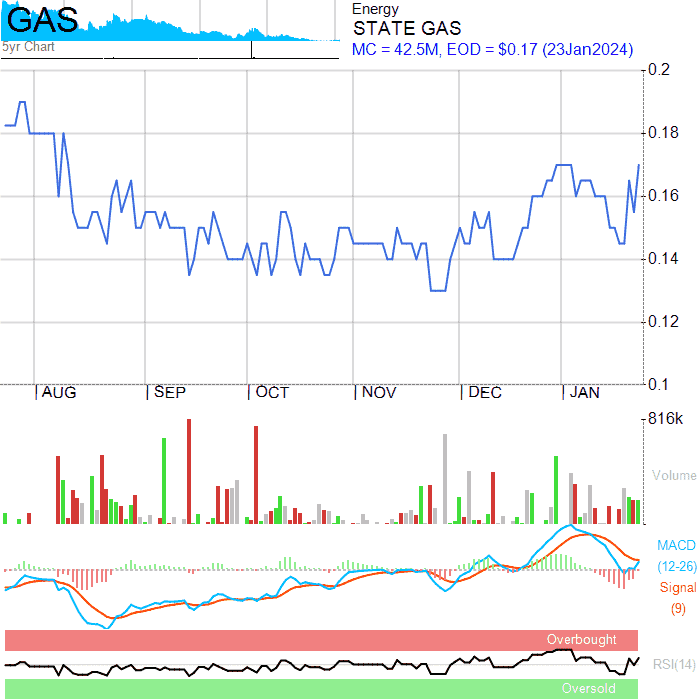 GAS
5yr Chart
Energy
STATE GAS
MC = 42.5M, EOD = $0.17 (23Jan2024)
0.2
0.18
0.16
0.14
0.12
0.1
AUG SEP OCT NOV DEC JAN
816k
Volume
MACD
(12-26)
Signal
(9)
Overbought
RSI(14)
Oversold